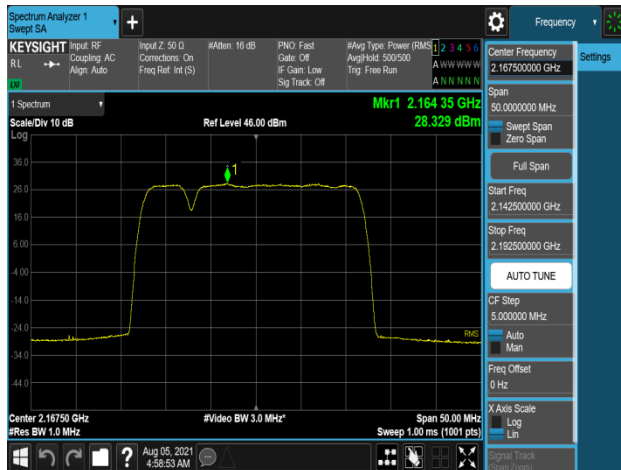 Spectrum Analyzer 1
Swept SA
+
Frequency
KEYSIGHT
RL
LW
Input: RF
Coupling: AC
Align: Auto
Input Z: 50 Ω
Corrections: On
Freq Ref: Int (S)
#Atten: 16 dB
PNO: Fast
Gate: Off
IF Gain: Low
Sig Track: Off
#Avg Type: Power (RMS
Avg|Hold: 500/500
Trig: Free Run
1 2 3 4 5 6
A W W W W W
A N N N N N
Settings
1 Spectrum
Scale/Div 10 dB
Log
Ref Level 46.00 dBm
Mkr1 2.164 35 GHz
28.329 dBm
36.0
26.0
16.0
6.00
-4.00
-14.0
-24.0
-34.0
-44.0
1
RMS
Center 2.16750 GHz
#Res BW 1.0 MHz
#Video BW 3.0 MHz*
Span 50.00 MHz
Sweep 1.00 ms (1001 pts)
?
Aug 05, 2021
4:58:53 AM
Center Frequency
2.167500000 GHz
Span
50.0000000 MHz
Swept Span
Zero Span
Full Span
Start Freq
2.142500000 GHz
Stop Freq
2.192500000 GHz
AUTO TUNE
CF Step
5.000000 MHz
Auto
Man
Freq Offset
0 Hz
X Axis Scale
Log
Lin
Signal Track
(Span Zoom)